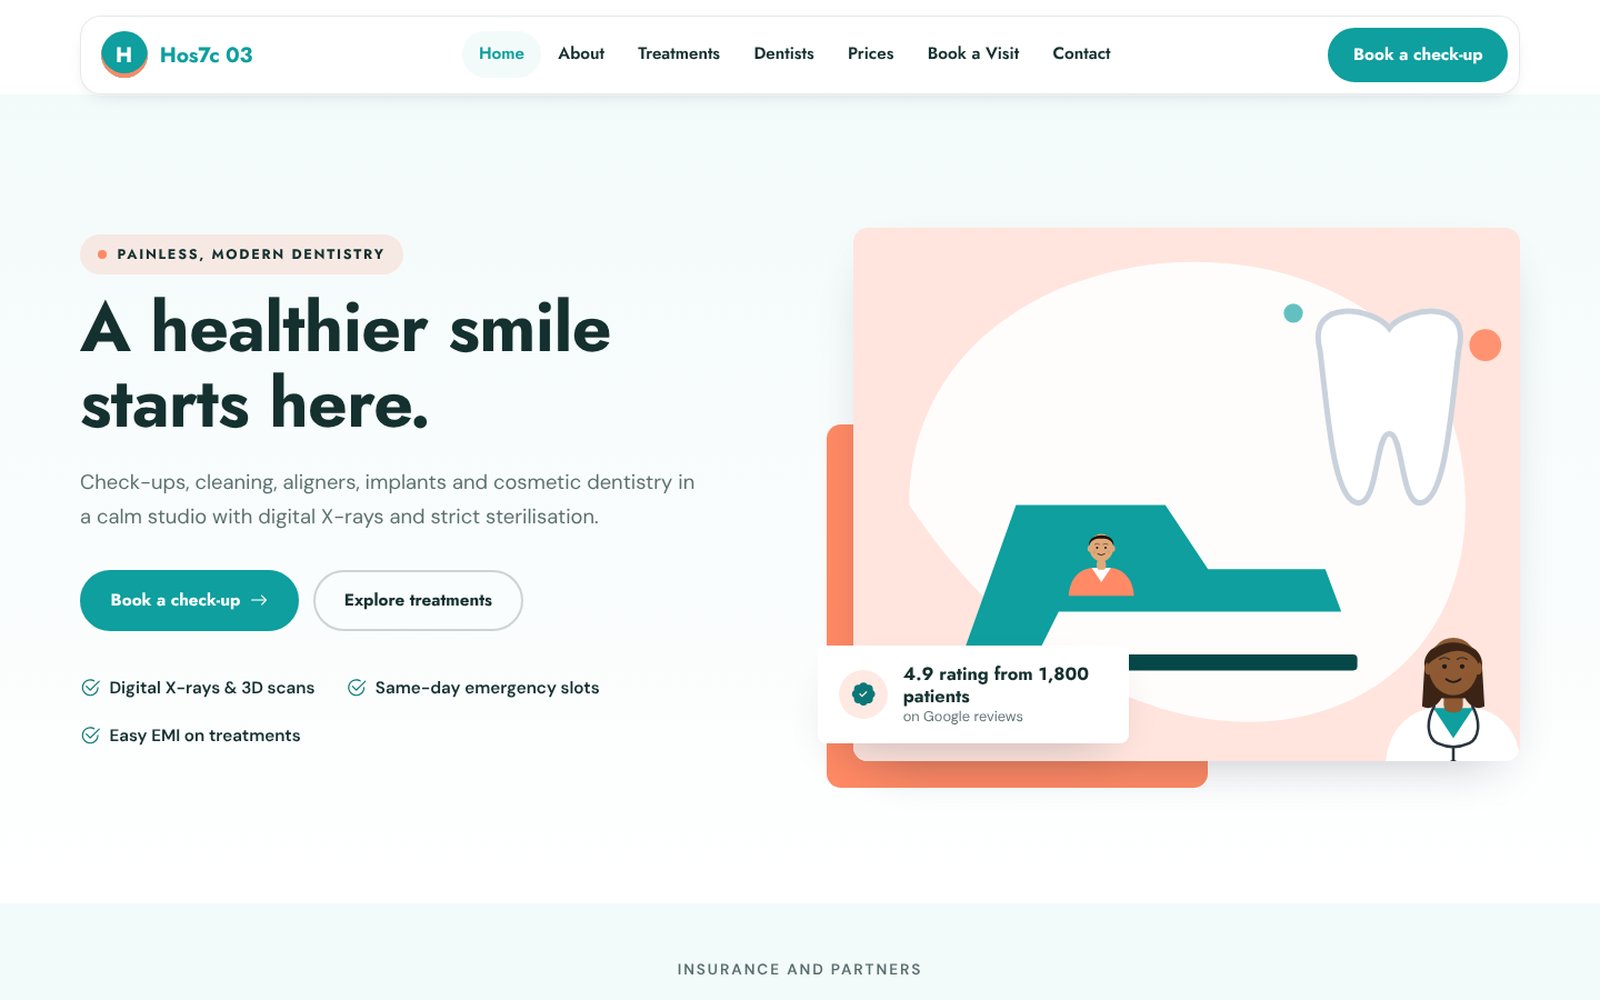 H Hos7c 03
Home About Treatments Dentists Prices Book a Visit Contact
Book a check-up
PAINLESS, MODERN DENTISTRY
A healthier smile
starts here.
Check-ups, cleaning, aligners, implants and cosmetic dentistry in
a calm studio with digital X-rays and strict sterilisation.
Book a check-up →
Explore treatments
Digital X-rays & 3D scans
Same-day emergency slots
Easy EMI on treatments
4.9 rating from 1,800
patients
on Google reviews
INSURANCE AND PARTNERS